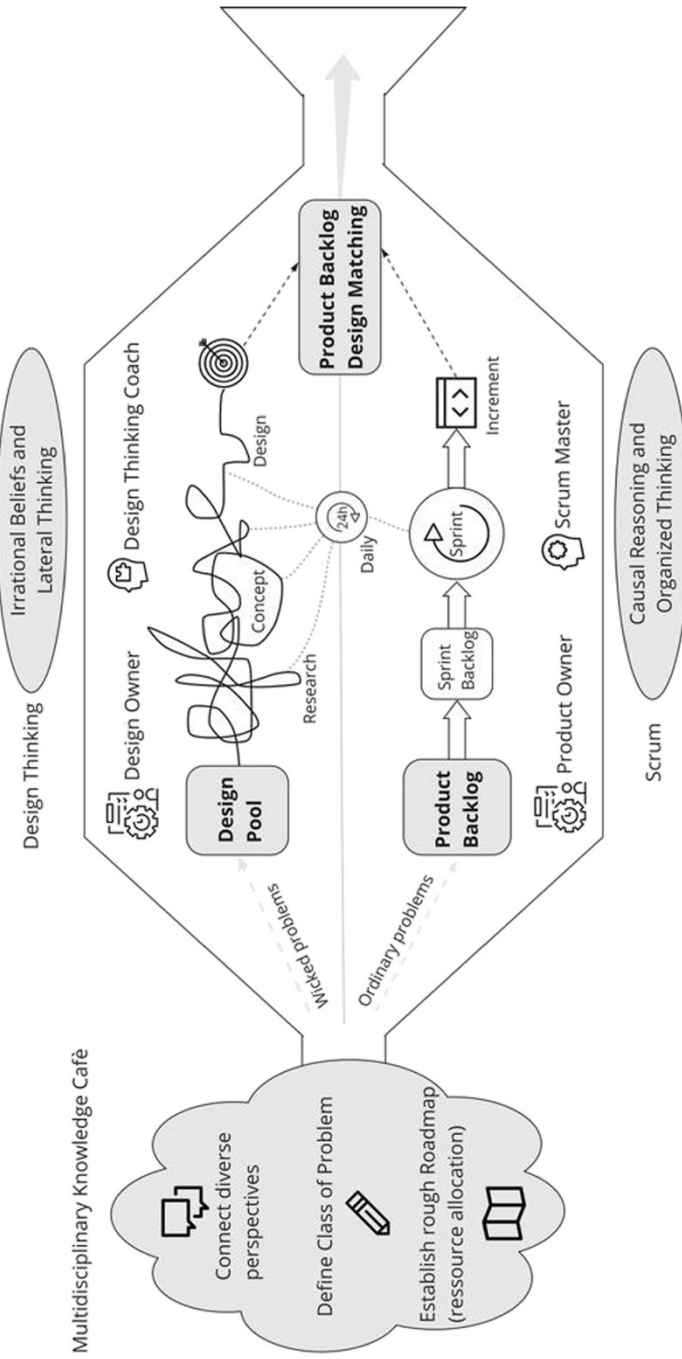 Multidisciplinary Knowledge Cafè
Connect diverse
perspectives
Define Class of Problem
Establish rough Roadmap
(ressource allocation)
Wicked problems
Ordinary problems
Design Thinking
Irrational Beliefs and
Lateral Thinking
Design Owner
Design Thinking Coach
Design
Pool
Research
Concept
Design
24h
Daily
Product
Backlog
Sprint
Backlog
Sprint
Increment
Product Owner
Scrum Master
Product Backlog
Design Matching
Scrum
Causal Reasoning and
Organized Thinking